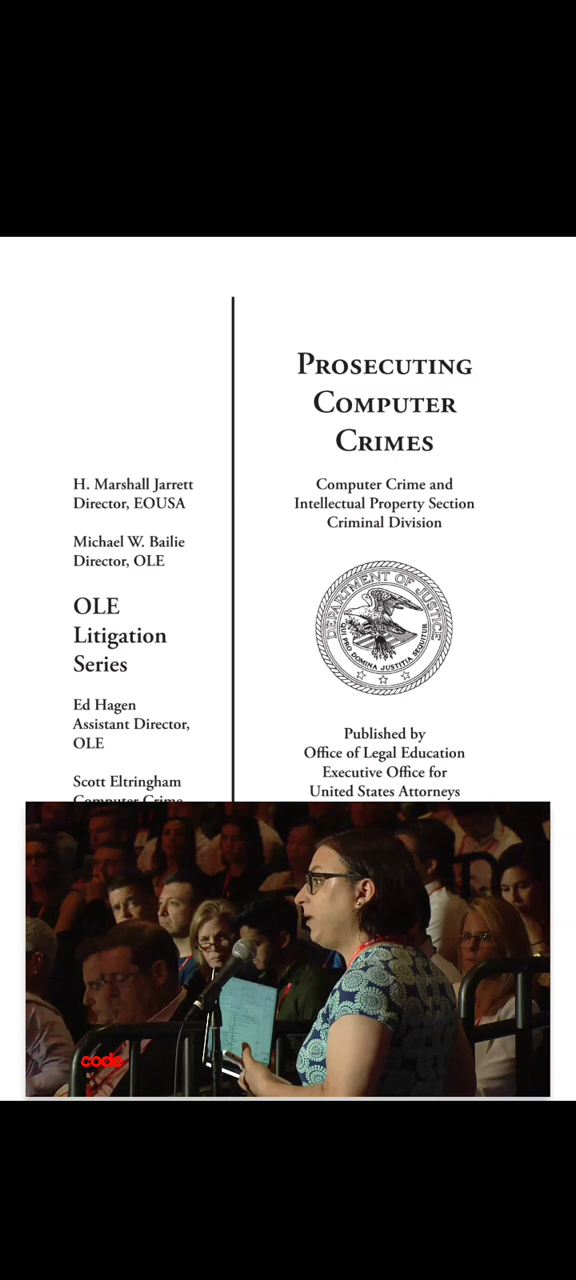 PROSECUTING
COMPUTER
CRIMES
Computer Crime and
Intellectual Property Section
Criminal Division
DEPARTMENT OF JUSTICE
QUI PRO DOMINA JUSTITIA SEQUITUR
Published by
Office of Legal Education
Executive Office for
United States Attorneys
H. Marshall Jarrett
Director, EOUSA
Michael W. Bailie
Director, OLE
OLE
Litigation
Series
Ed Hagen
Assistant Director,
OLE
Scott Eltringham
Computer Crime
code